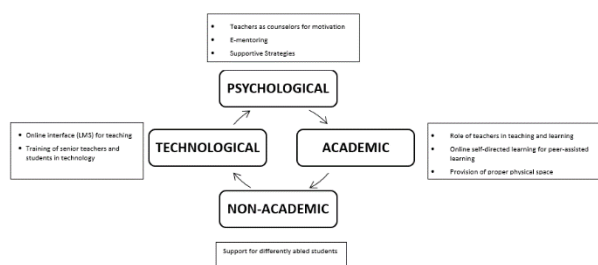 • Teachers as counselors for motivation
• E-mentoring
• Supportive Strategies
PSYCHOLOGICAL
• Online Interface (LMS) for teaching
• Training of senior teachers and
students in technology
TECHNOLOGICAL
ACADEMIC
• Role of teachers in teaching and learning
• Online self-directed learning for peer-assisted
learning
• Provision of proper physical space
NON-ACADEMIC
Support for differently abled students